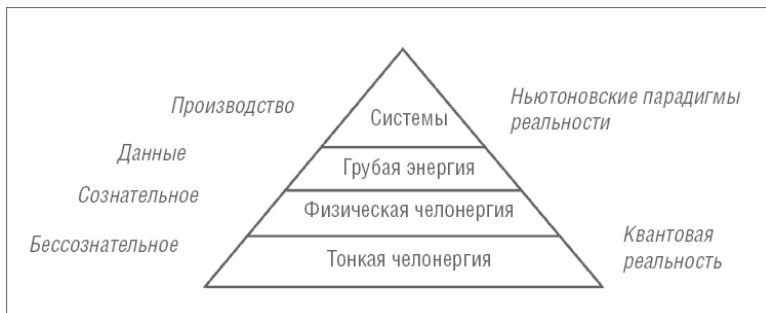 Производство
Системы
Ньютоновские парадигмы
реальности
Данные
Грубая энергия
Сознательное
Физическая челонергия
Бессознательное
Тонкая челонергия
Квантовая
реальность